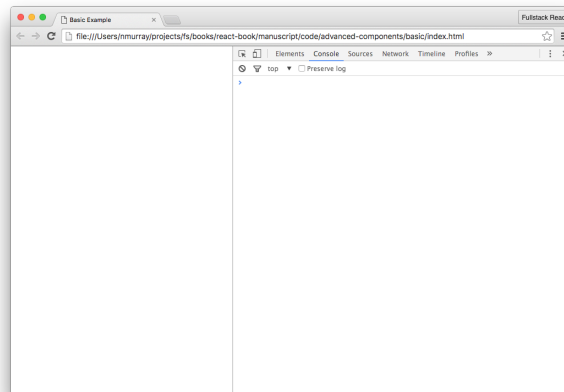 Basic Example
Fullstack Reac
file:///Users/nmurray/projects/fs/books/react-book/manuscript/code/advanced-components/basic/index.html
Elements Console Sources Network Timeline Profiles »
top ▼ Preserve log
>